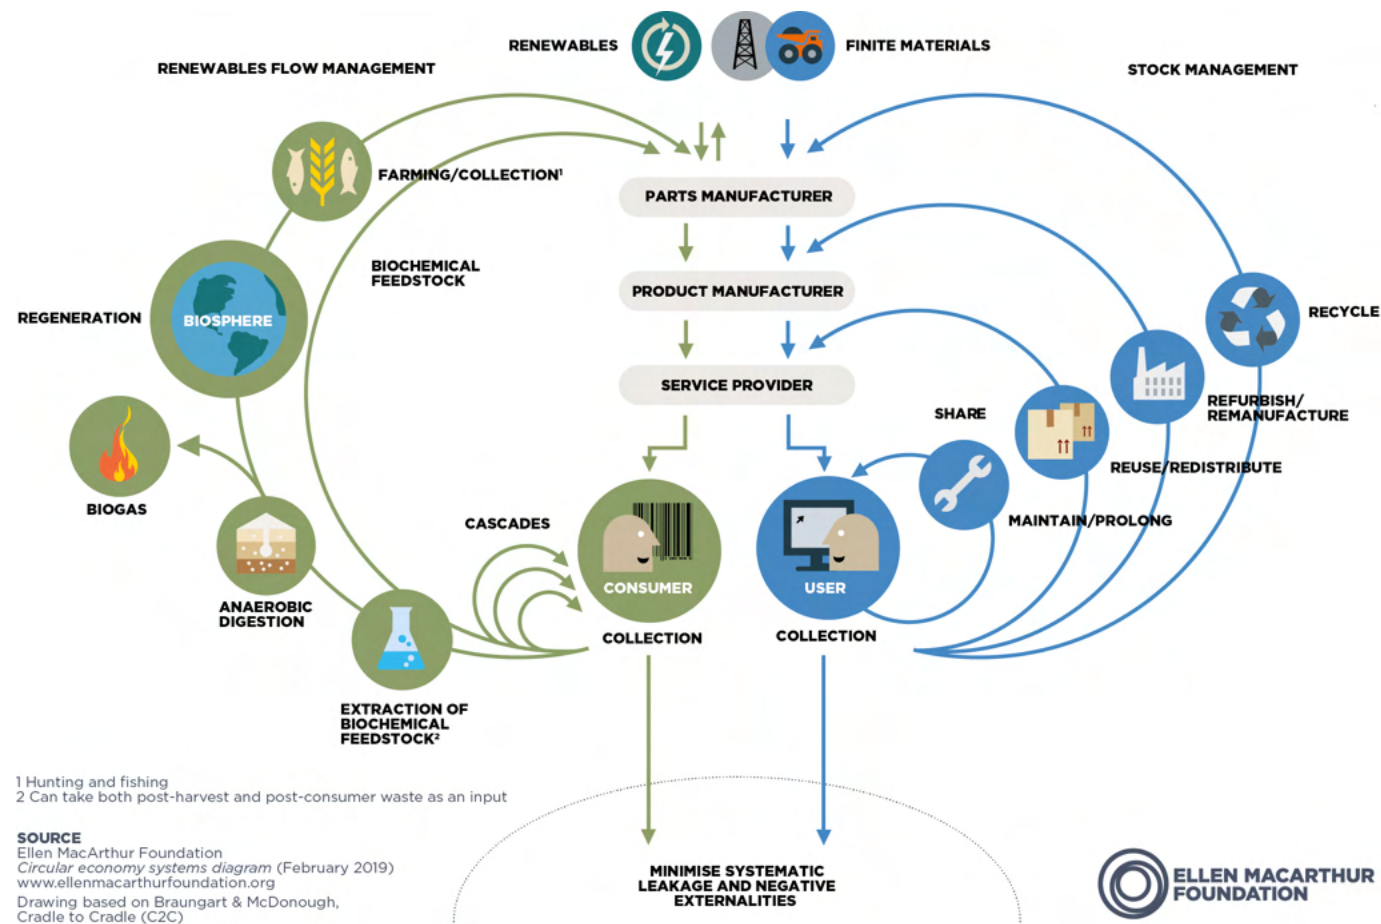 RENEWABLES
FINITE MATERIALS
RENEWABLES FLOW MANAGEMENT
STOCK MANAGEMENT
FARMING/COLLECTION¹
PARTS MANUFACTURER
BIOCHEMICAL
FEEDSTOCK
PRODUCT MANUFACTURER
REGENERATION
BIOSPHERE
RECYCLE
SERVICE PROVIDER
SHARE
REFURBISH/
REMANUFACTURE
REUSE/REDISTRIBUTE
BIOGAS
CASCADES
MAINTAIN/PROLONG
CONSUMER
USER
ANAEROBIC
DIGESTION
COLLECTION
COLLECTION
EXTRACTION OF
BIOCHEMICAL
FEEDSTOCK²
1 Hunting and fishing
2 Can take both post-harvest and post-consumer waste as an input
SOURCE
Ellen MacArthur Foundation
Circular economy systems diagram (February 2019)
www.ellenmacarthurfoundation.org
Drawing based on Braungart & McDonough,
Cradle to Cradle (C2C)
MINIMISE SYSTEMATIC
LEAKAGE AND NEGATIVE
EXTERNALITIES
ELLEN MACARTHUR
FOUNDATION